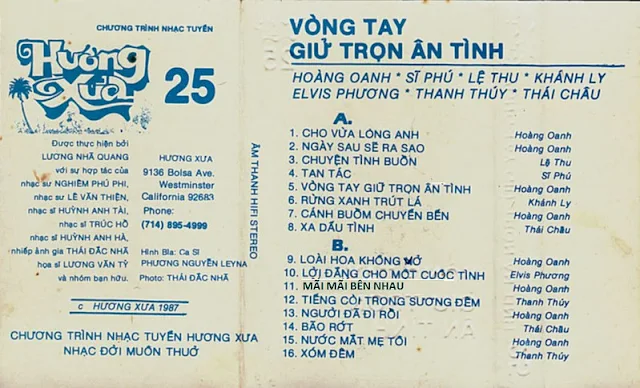 CHƯƠNG TRÌNH NHẠC TUYỂN
Hương
Xưa
25
Được thực hiện bởi
LƯƠNG NHÃ QUANG
với sự hợp tác của
nhạc sư NGHIÊM PHÚ PHI,
nhạc sư LÊ VĂN THIỆN,
nhạc sĩ HUỲNH ANH TÀI,
nhạc sĩ TRÚC HỒ
nhạc sĩ HUỲNH ANH HÀ,
nhiếp ảnh gia THÁI ĐẮC NHÃ
họa sĩ LƯƠNG VĂN TỶ
và nhóm bạn hữu.
HƯƠNG XƯA
9136 Bolsa Ave.
Westminster
California 92683
Phone:
(714) 895-4999
Hình Bìa: Ca Sĩ
PHƯƠNG NGUYÊN LEYNA
Photo: THÁI ĐẮC NHÃ
c HƯƠNG XƯA 1987
CHƯƠNG TRÌNH NHẠC TUYỂN HƯƠNG XƯA
NHẠC ĐỜI MUÔN THUỞ
ÂM THANH HIFI STEREO
VÒNG TAY
GIỮ TRỌN ÂN TÌNH
HOÀNG OANH * SĨ PHÚ * LỆ THU * KHÁNH LY
ELVIS PHƯƠNG * THANH THÚY * THÁI CHÂU
A.
1. CHO VỪA LÒNG ANH Hoàng Oanh
2. NGÀY SAU SẼ RA SAO Hoàng Oanh
3. CHUYỆN TÌNH BUỒN Lệ Thu
4. TAN TÁC Sĩ Phú
5. VÒNG TAY GIỮ TRỌN ÂN TÌNH Hoàng Oanh
6. RỪNG XANH TRÚT LÁ Khánh Ly
7. CÁNH BUỒM CHUYỂN BẾN Hoàng Oanh
8. XA DẤU TÌNH Thái Châu
B.
9. LOÀI HOA KHÔNG VỠ Hoàng Oanh
10. LỜI ĐẮNG CHO MỘT CUỘC TÌNH Elvis Phương
11. MÃI MÃI BÊN NHAU Hoàng Oanh
12. TIẾNG CÒI TRONG SƯƠNG ĐÊM Thanh Thúy
13. NGƯỜI ĐÃ ĐI RỒI Hoàng Oanh
14. BÃO RỚT Thái Châu
15. NƯỚC MẮT MẸ TÔI Hoàng Oanh
16. XÓM ĐÊM Thanh Thúy